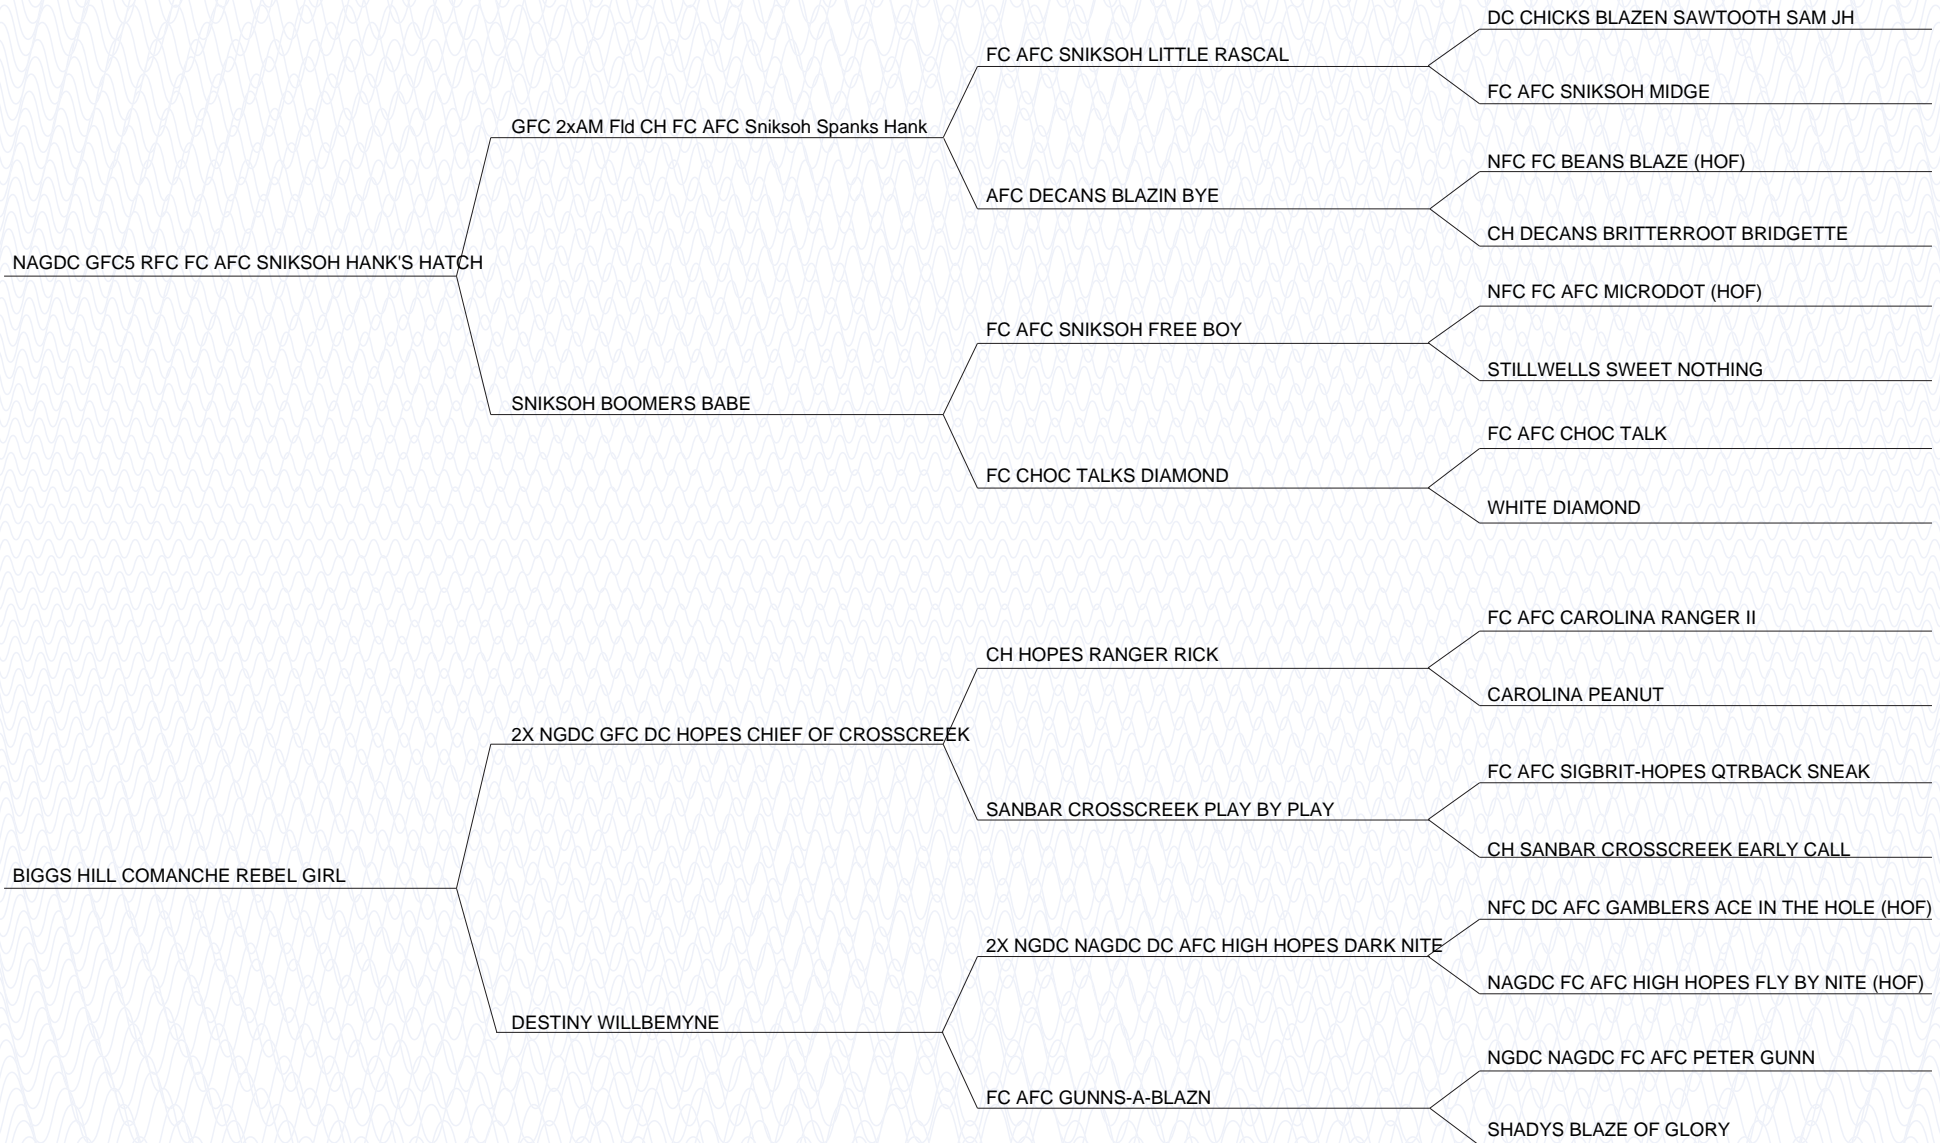 DC CHICKS BLAZEN SAWTOOTH SAM JH
FC AFC SNIKSOH LITTLE RASCAL
FC AFC SNIKSOH MIDGE
GFC 2xAM Fld CH FC AFC Sniksoh Spanks Hank
NFC FC BEANS BLAZE (HOF)
AFC DECANS BLAZIN BYE
CH DECANS BRITTERROOT BRIDGETTE
NAGDC GFC5 RFC FC AFC SNIKSOH HANK'S HATCH
NFC FC AFC MICRODOT (HOF)
FC AFC SNIKSOH FREE BOY
STILLWELLS SWEET NOTHING
SNIKSOH BOOMERS BABE
FC AFC CHOC TALK
FC CHOC TALKS DIAMOND
WHITE DIAMOND
FC AFC CAROLINA RANGER II
CH HOPES RANGER RICK
CAROLINA PEANUT
2X NGDC GFC DC HOPES CHIEF OF CROSSCREEK
FC AFC SIGBRIT-HOPES QTRBACK SNEAK
SANBAR CROSSCREEK PLAY BY PLAY
CH SANBAR CROSSCREEK EARLY CALL
BIGGS HILL COMANCHE REBEL GIRL
NFC DC AFC GAMBLERS ACE IN THE HOLE (HOF)
2X NGDC NAGDC DC AFC HIGH HOPES DARK NITE
NAGDC FC AFC HIGH HOPES FLY BY NITE (HOF)
DESTINY WILLBEMYNE
NGDC NAGDC FC AFC PETER GUNN
FC AFC GUNNS-A-BLAZN
SHADYS BLAZE OF GLORY